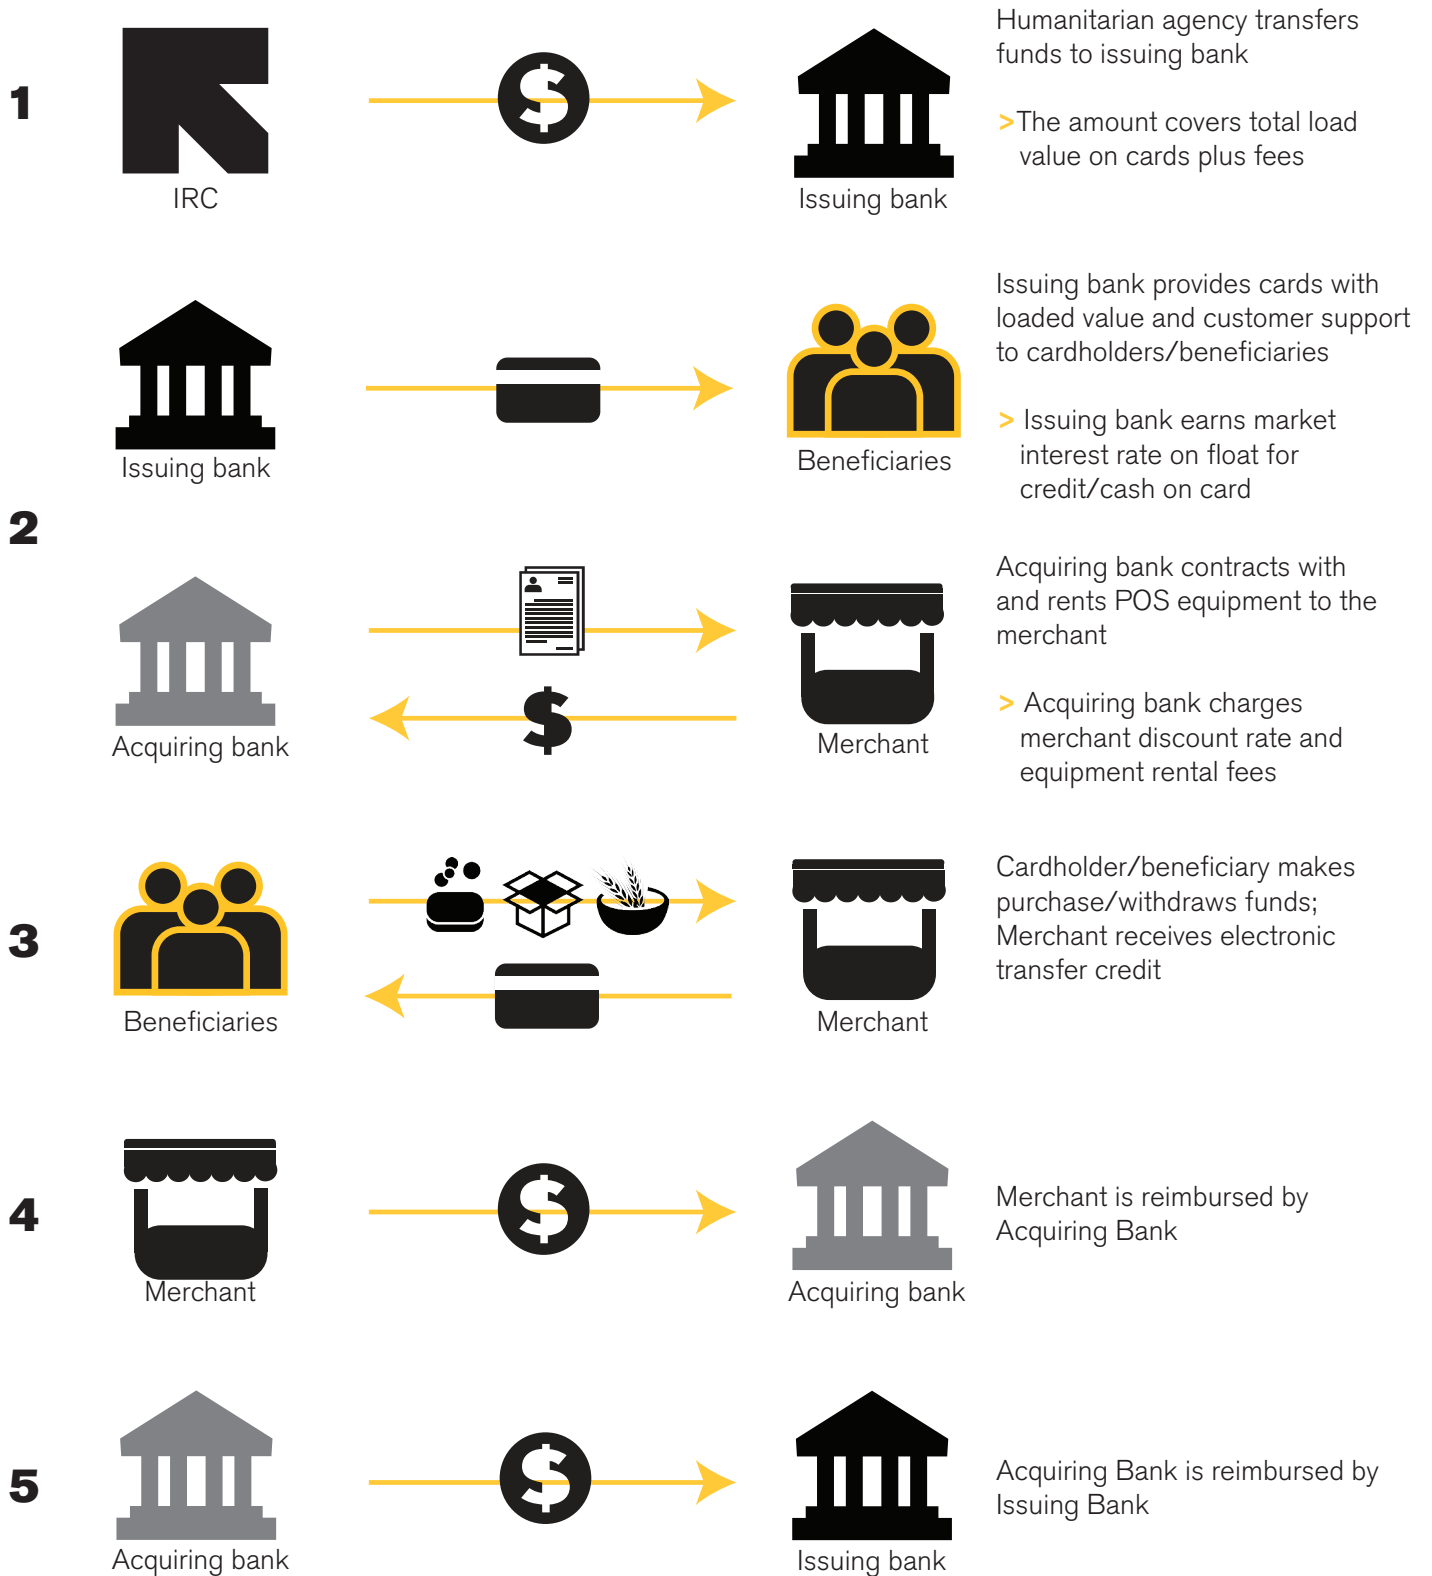 1
IRC
Issuing bank
Humanitarian agency transfers
funds to issuing bank
>The amount covers total load
value on cards plus fees
Issuing bank
Beneficiaries
Issuing bank provides cards with
loaded value and customer support
to cardholders/beneficiaries
> Issuing bank earns market
interest rate on float for
credit/cash on card
2
Acquiring bank
$
Merchant
Acquiring bank contracts with
and rents POS equipment to the
merchant
> Acquiring bank charges
merchant discount rate and
equipment rental fees
3
Beneficiaries
Merchant
Cardholder/beneficiary makes
purchase/withdraws funds;
Merchant receives electronic
transfer credit
4
Merchant
$
Acquiring bank
Merchant is reimbursed by
Acquiring Bank
5
Acquiring bank
$
Issuing bank
Acquiring Bank is reimbursed by
Issuing Bank